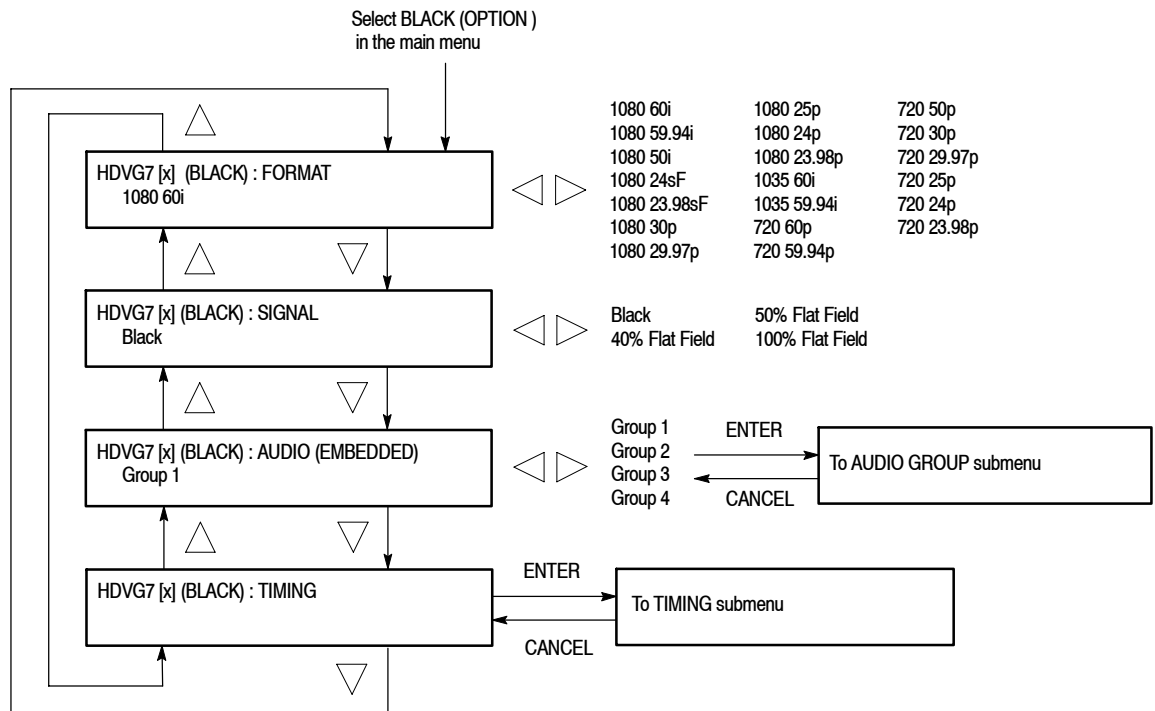 Select BLACK (OPTION )
in the main menu
HDVG7 [x] (BLACK) : FORMAT
1080 60i
1080 60i 1080 25p 720 50p
1080 59.94i 1080 24p 720 30p
1080 50i 1080 23.98p 720 29.97p
1080 24sF 1035 60i 720 25p
1080 23.98sF 1035 59.94i 720 24p
1080 30p 720 60p 720 23.98p
1080 29.97p 720 59.94p
HDVG7 [x] (BLACK) : SIGNAL
Black
Black 50% Flat Field
40% Flat Field 100% Flat Field
HDVG7 [x] (BLACK) : AUDIO (EMBEDDED)
Group 1
Group 1
Group 2
Group 3
Group 4
ENTER
CANCEL
To AUDIO GROUP submenu
HDVG7 [x] (BLACK) : TIMING
ENTER
CANCEL
To TIMING submenu